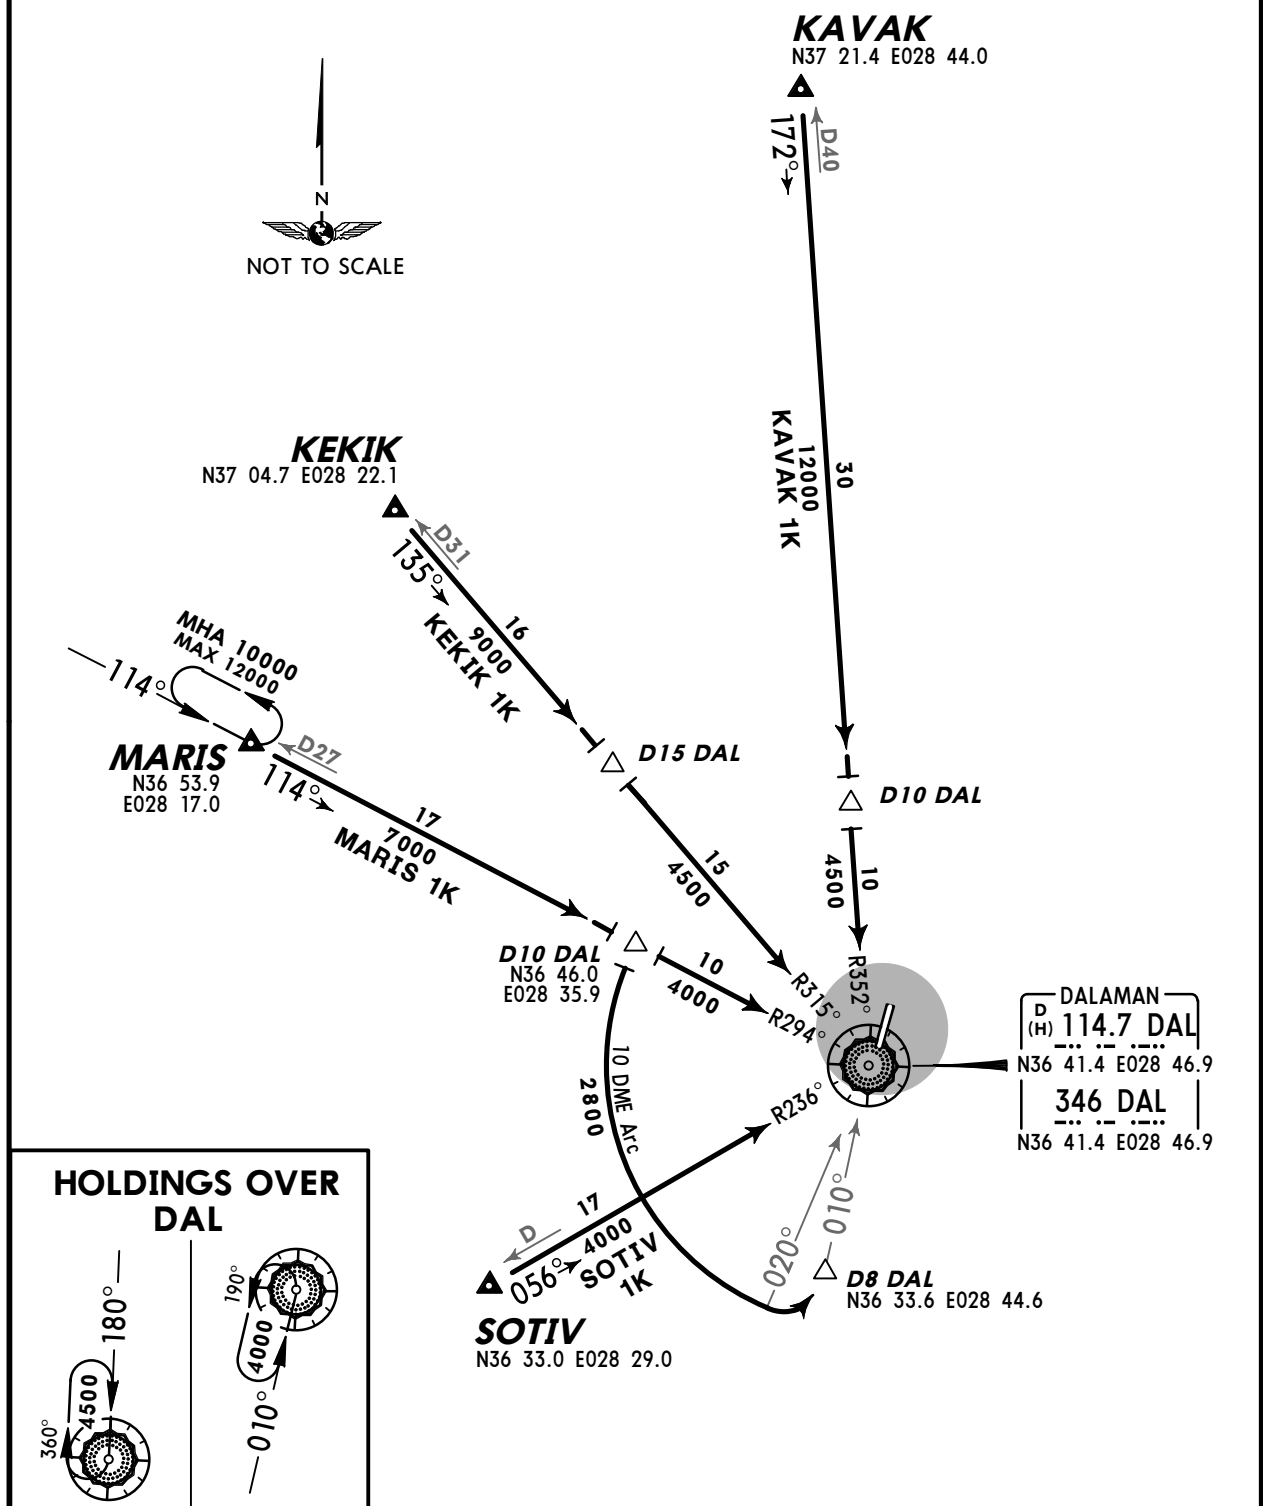 KAVAK
N37 21.4 E028 44.0
D40
172°
N
NOT TO SCALE
30
12000
KAVAK 1K
KEKIK
N37 04.7 E028 22.1
D31
135°
16
9000
KEKIK 1K
MHA 10000
MAX 12000
114°
MARIS
N36 53.9
E028 17.0
D27
114°
17
7000
MARIS 1K
D15 DAL
D10 DAL
15
4500
10
4500
D10 DAL
N36 46.0
E028 35.9
10
4000
R315°
R352°
R294°
R236°
DALAMAN
D
(H) 114.7 DAL
N36 41.4 E028 46.9
346 DAL
N36 41.4 E028 46.9
10 DME Arc
2800
D
17
4000
056°
SOTIV
1K
SOTIV
N36 33.0 E028 29.0
020°
010°
D8 DAL
N36 33.6 E028 44.6
HOLDINGS OVER
DAL
180°
4500
360°
190°
4000
010°